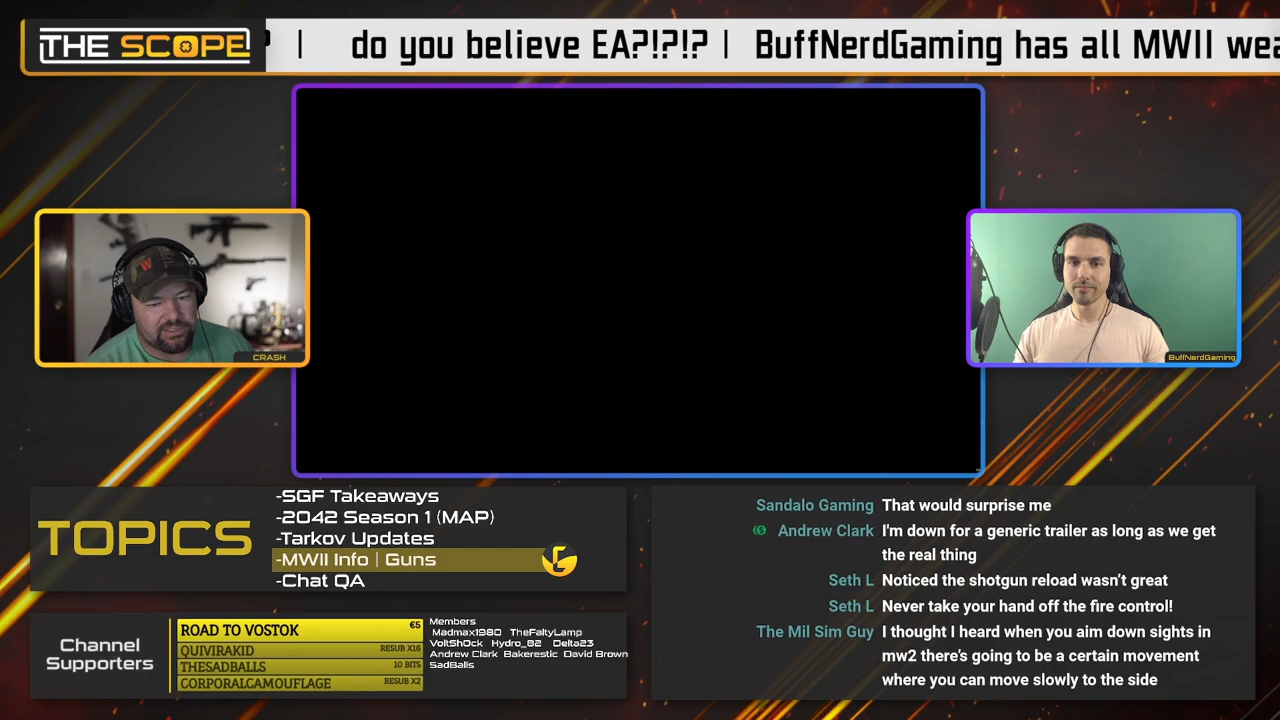 THE SCOPE
| do you believe EA?!?!? | BuffNerdGaming has all MWII wea
W
CRASH
BuffNerdGaming
TOPICS
-SGF Takeaways
-2042 Season 1 (MAP)
-Tarkov Updates
-MWII Info | Guns
-Chat QA
Sandalo Gaming That would surprise me
Andrew Clark I'm down for a generic trailer as long as we get
the real thing
Seth L Noticed the shotgun reload wasn't great
Seth L Never take your hand off the fire control!
The Mil Sim Guy I thought I heard when you aim down sights in
mw2 there's going to be a certain movement
where you can move slowly to the side
Channel
Supporters
ROAD TO VOSTOK €5
QUIVIRAKID RESUB X16
THESADBALLS 10 BITS
CORPORALCAMOUFLAGE RESUB X2
Members
Madmax1980 TheFaltyLamp
VoltShOck Hydro_82 Delta23
Andrew Clark Bakerestic David Brown
SadBalls